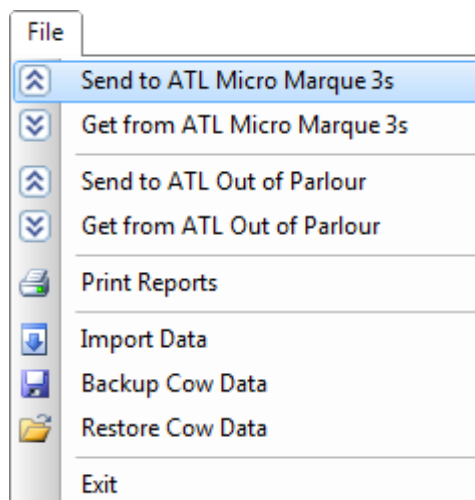 File
Send to ATL Micro Marque 3s
Get from ATL Micro Marque 3s
Send to ATL Out of Parlour
Get from ATL Out of Parlour
Print Reports
Import Data
Backup Cow Data
Restore Cow Data
Exit